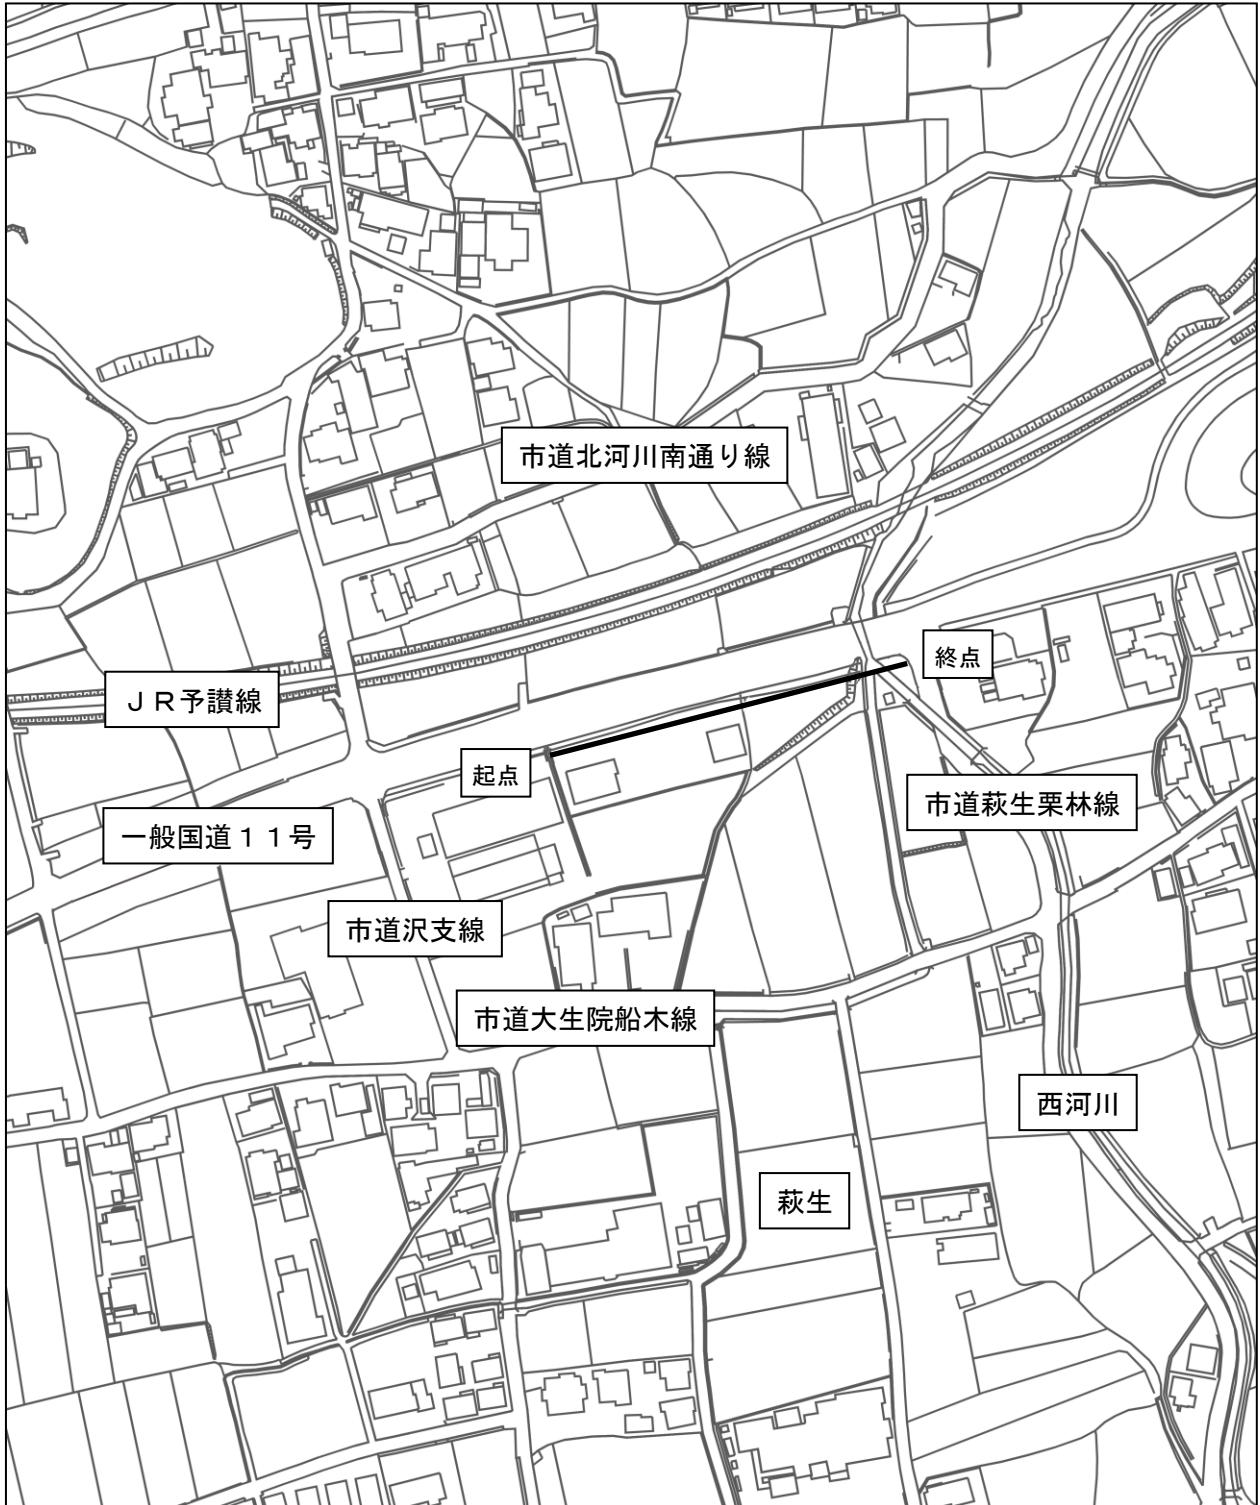 市道北河川南通り線
終点
ＪＲ予讃線
起点
市道萩生栗林線
一般国道１１号
市道沢支線
市道大生院船木線
西河川
萩生